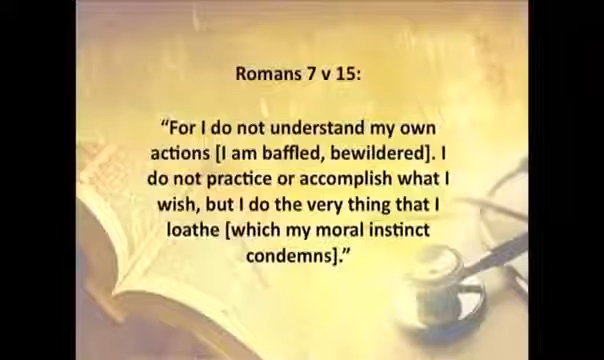 Romans 7 v 15:
“For I do not understand my own
actions [I am baffled, bewildered]. I
do not practice or accomplish what I
wish, but I do the very thing that I
loathe [which my moral instinct
condemns].”